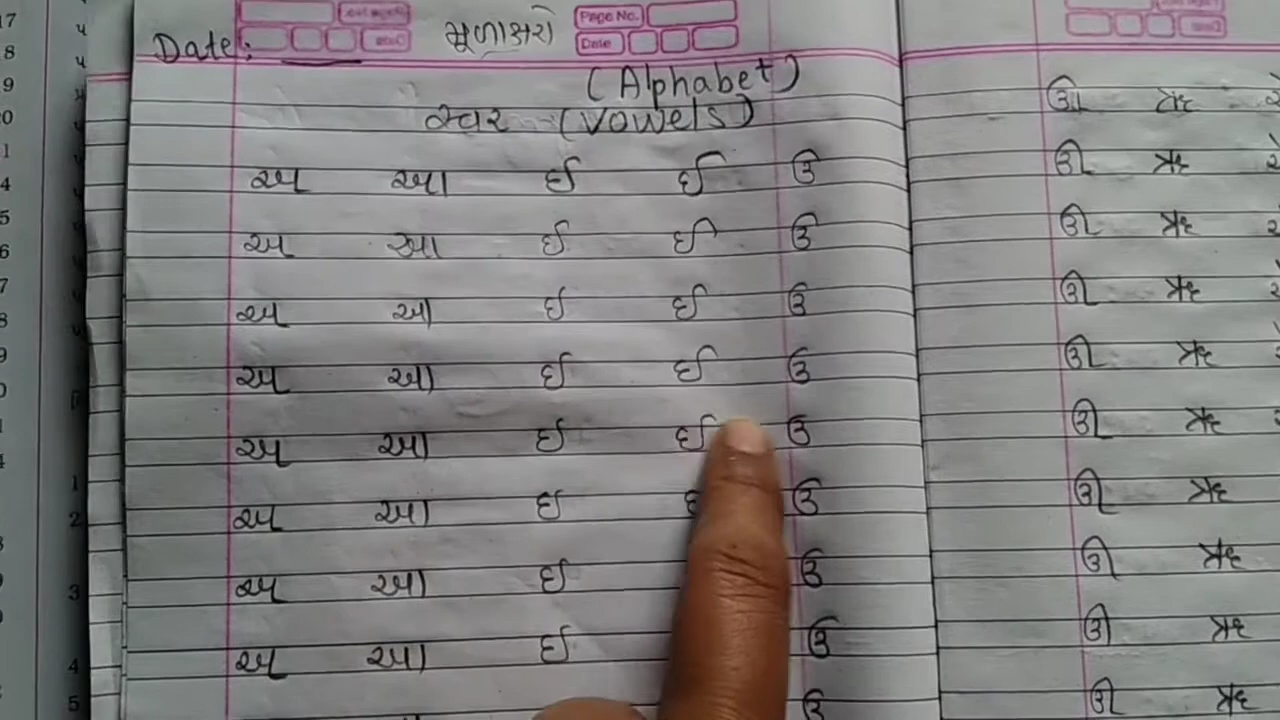 Date: મૂળાક્ષરો Page No.
Date
(Alphabet)
સ્વર (Vowels)
અ આ ઇ ઈ ઉ
અ આ ઇ ઈ ઉ
અ આ ઇ ઈ ઉ
અ આ ઇ ઈ ઉ
અ આ ઇ ઈ ઉ
અ આ ઇ ઉ
અ આ ઇ ઉ
અ આ ઇ ઉ
ઉ
ઊ ઋ
ઊ ઋ
ઊ ઋ
ઊ ઋ
ઊ ઋ
ઊ ઋ
ઊ ઋ
ઊ ઋ
ઊ ઋ
ઊ ઋ